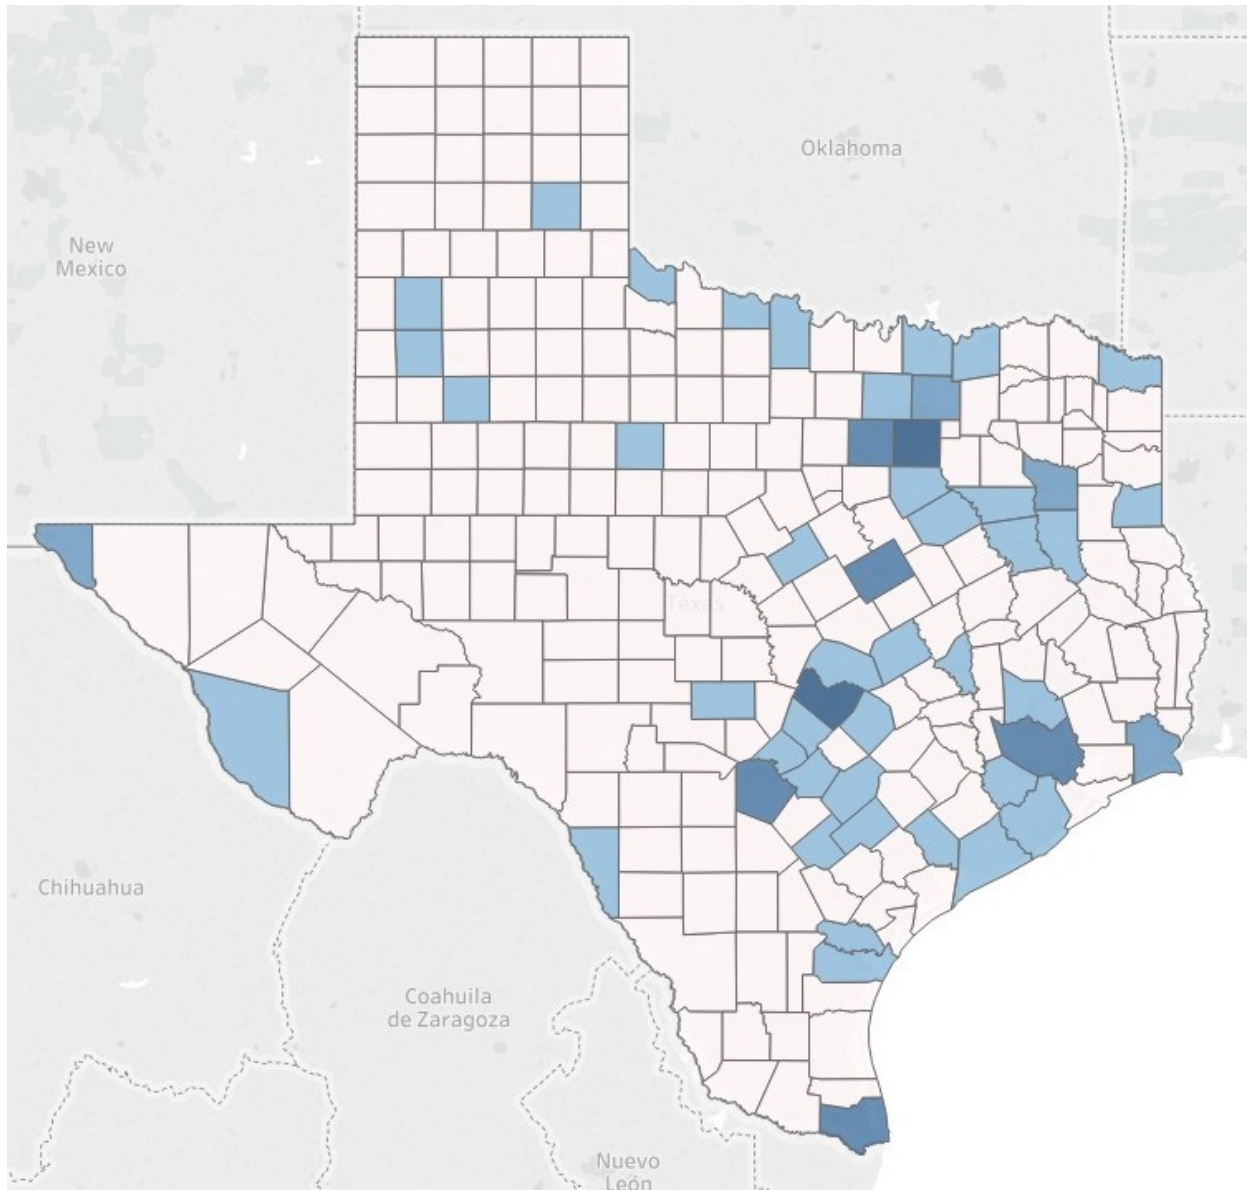 Oklahoma
New
Mexico
Texas
Chihuahua
Coahuila
de Zaragoza
Nuevo
León